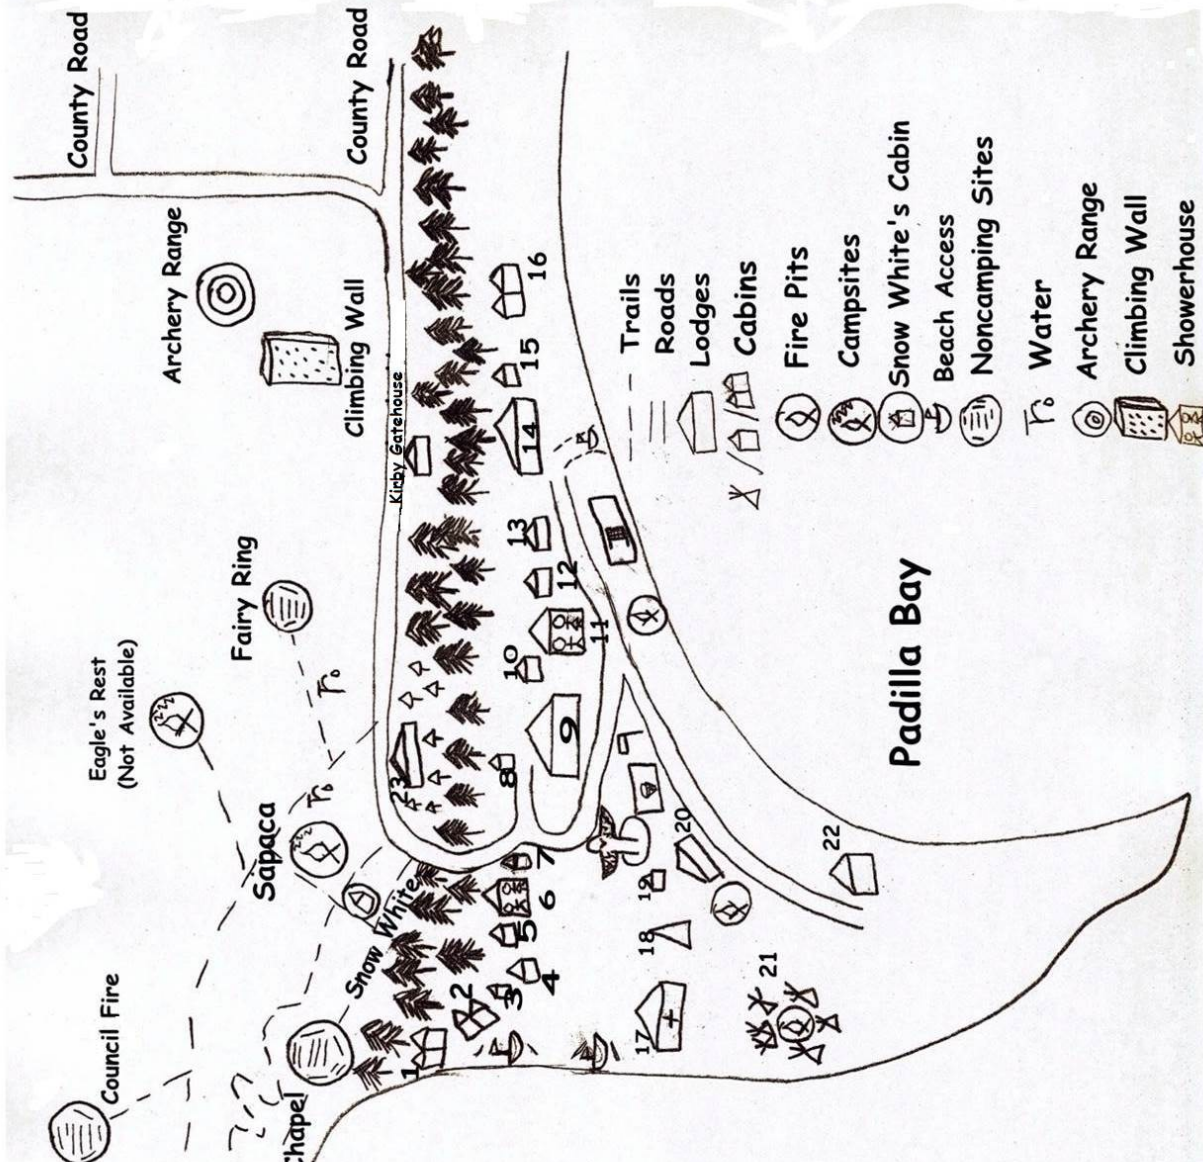 County Road
Council Fire
Eagle's Rest
(Not Available)
Archery Range
Fairy Ring
Sapaca
Chapel
County Road
Climbing Wall
Snow White
Kirby Gatehouse
23
1
2
3
4
5
6
7
8
9
10
11
12
13
14
15
16
17
18
19
20
21
22
Trails
Roads
Lodges
Cabins
Fire Pits
Campsites
Snow White's Cabin
Beach Access
Noncamping Sites
Water
Archery Range
Climbing Wall
Showerhouse
Padilla Bay